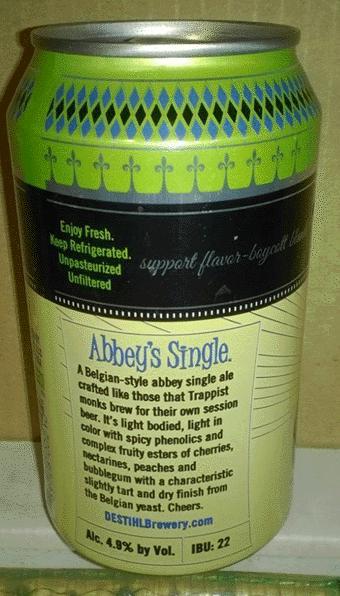 Enjoy Fresh.
Keep Refrigerated.
Unpasteurized
Unfiltered
support flavor-boycott
Abbey's Single.
A Belgian-style abbey single ale
crafted like those that Trappist
monks brew for their own session
beer. It's light bodied, light in
color with spicy phenolics and
complex fruity esters of cherries,
nectarines, peaches and
bubblegum with a characteristic
slightly tart and dry finish from
the Belgian yeast. Cheers.
DESTIHLBrewery.com
Alc. 4.9% by Vol.
IBU: 22